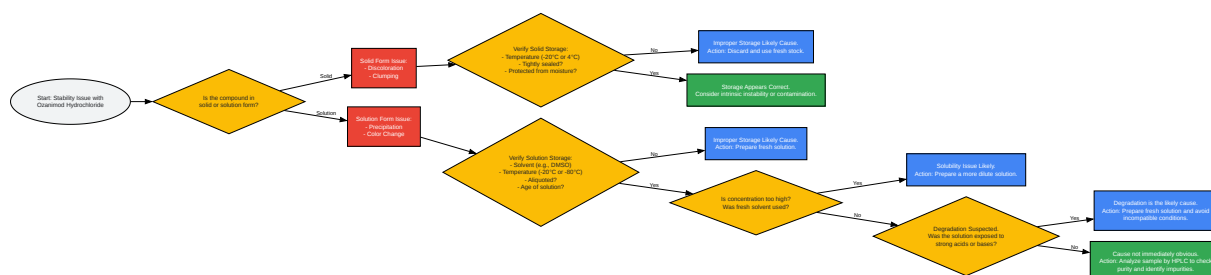 Start: Stability Issue with
Ozanimod Hydrochloride
Is the compound in
solid or solution form?
Solid
Solution
Solid Form Issue:
- Discoloration
- Clumping
Solution Form Issue:
- Precipitation
- Color Change
Verify Solid Storage:
- Temperature (-20°C or 4°C)
- Tightly sealed?
- Protected from moisture?
No
Yes
Improper Storage Likely Cause.
Action: Discard and use fresh stock.
Storage Appears Correct.
Consider intrinsic instability or contamination.
Verify Solution Storage:
- Solvent (e.g., DMSO)
- Temperature (-20°C or -80°C)
- Aliquoted?
- Age of solution?
No
Yes
Improper Storage Likely Cause.
Action: Prepare fresh solution.
Is concentration too high?
Was fresh solvent used?
Yes
No
Solubility Issue Likely.
Action: Prepare a more dilute solution.
Degradation Suspected.
Was the solution exposed to
strong acids or bases?
Yes
No
Degradation is the likely cause.
Action: Prepare fresh solution and avoid
incompatible conditions.
Cause not immediately obvious.
Action: Analyze sample by HPLC to check
purity and identify impurities.